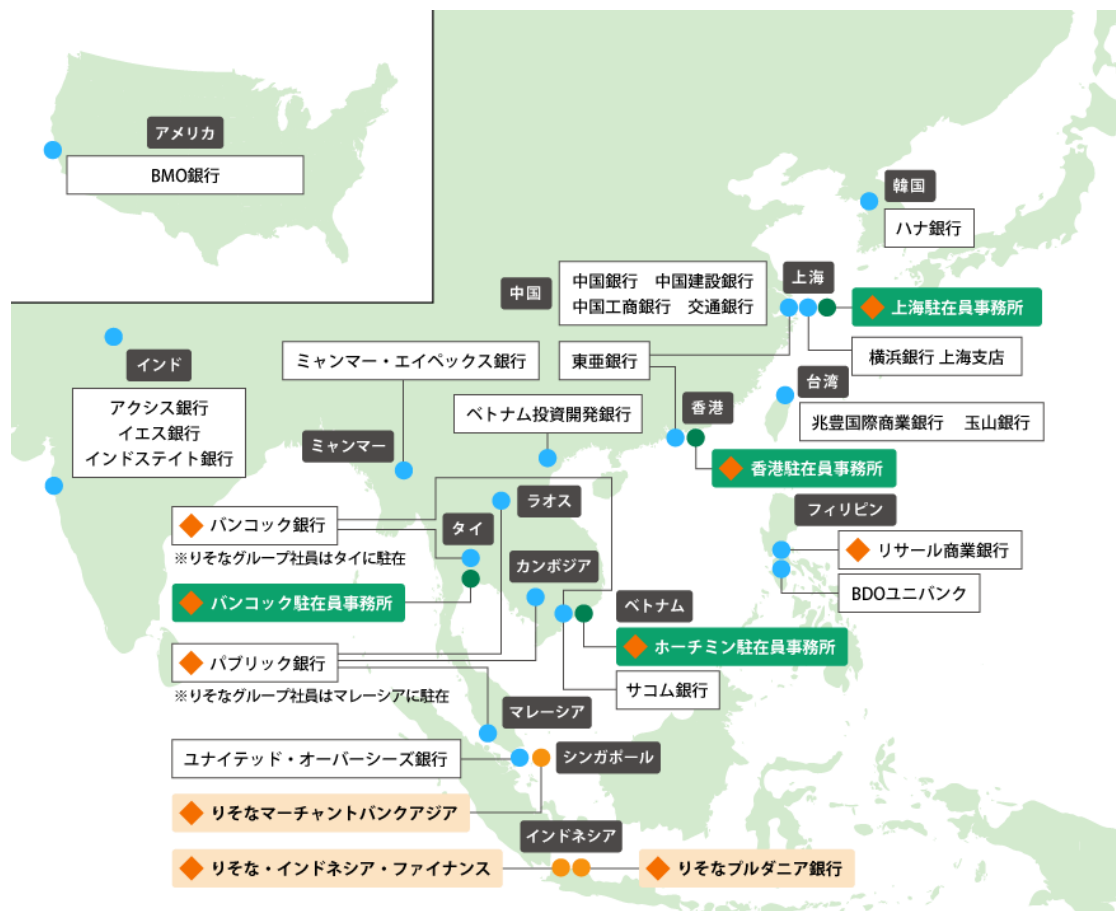 アメリカ
BMO銀行
韓国
ハナ銀行
中国
中国銀行　中国建設銀行
中国工商銀行　交通銀行
上海
上海駐在員事務所
東亜銀行
横浜銀行 上海支店
インド
アクシス銀行
イエス銀行
インドステイト銀行
ミャンマー・エイペックス銀行
ミャンマー
ベトナム投資開発銀行
香港
香港駐在員事務所
台湾
兆豊国際商業銀行　玉山銀行
バンコック銀行
※りそなグループ社員はタイに駐在
タイ
バンコック駐在員事務所
ラオス
カンボジア
フィリピン
リサール商業銀行
BDOユニバンク
ベトナム
ホーチミン駐在員事務所
サコム銀行
パブリック銀行
※りそなグループ社員はマレーシアに駐在
マレーシア
ユナイテッド・オーバーシーズ銀行
シンガポール
りそなマーチャントバンクアジア
インドネシア
りそな・インドネシア・ファイナンス
りそなプルダニア銀行